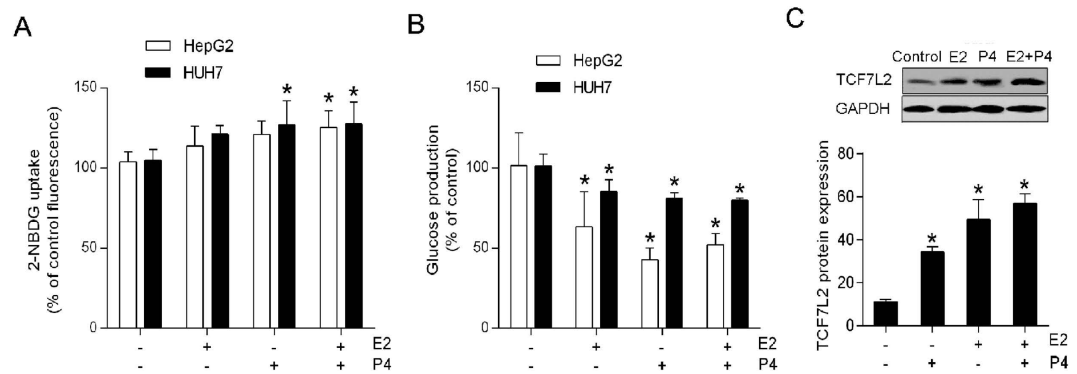 A
HepG2
HUH7
2-NBDG uptake
(% of control fluorescence)
150
100
50
0
* * *
- + - + E2
- - + + P4
B
HepG2
HUH7
Glucose production
(% of control)
150
100
50
0
* * * * * *
- + - + E2
- - + + P4
C
Control E2 P4 E2+P4
TCF7L2
GAPDH
TCF7L2 protein expression
80
60
40
20
0
* * *
- - + + E2
- + - + P4